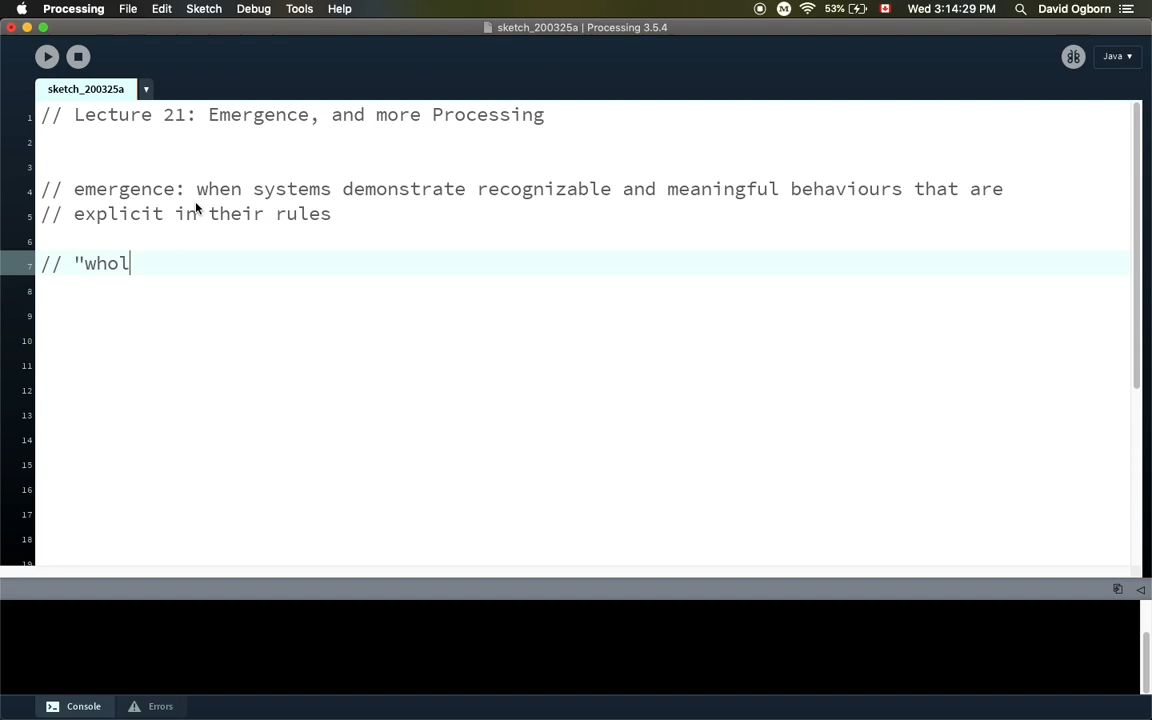 Processing File Edit Sketch Debug Tools Help 53% Wed 3:14:29 PM David Ogborn
sketch_200325a | Processing 3.5.4
Java ▾
sketch_200325a ▾
1 // Lecture 21: Emergence, and more Processing
2
3
4 // emergence: when systems demonstrate recognizable and meaningful behaviours that are
5 // explicit in their rules
6
7 // "whol
8
9
10
11
12
13
14
15
16
17
18
19
Console Errors